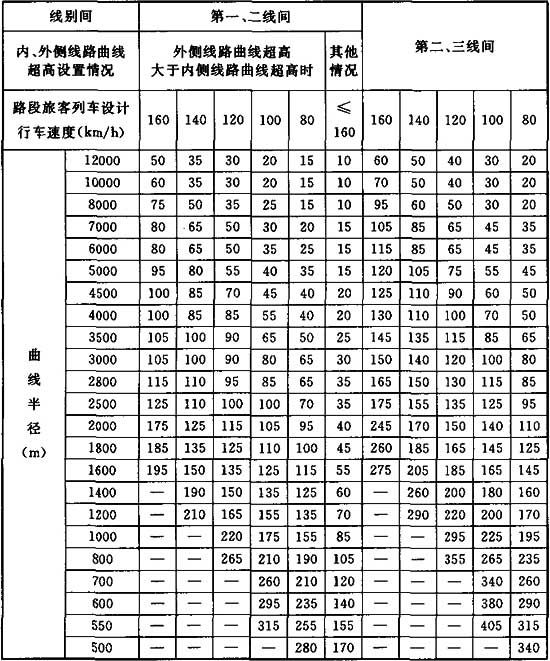 线别间 第一、二线间 第二、三线间
内、外侧线路曲线超高设置情况 外侧线路曲线超高大于内侧线路曲线超高时 其他情况
路段旅客列车设计行车速度(km/h) 160 140 120 100 80 ≤160 160 140 120 100 80
曲线半径(m)
12000 50 35 30 20 15 10 60 50 40 30 20
10000 60 35 30 20 15 10 70 50 40 30 20
8000 75 50 35 25 15 10 95 60 50 30 20
7000 80 65 50 30 20 15 105 85 65 45 35
6000 80 65 50 35 25 15 115 85 65 45 35
5000 95 80 55 40 35 15 120 105 75 55 45
4500 100 85 70 45 40 20 125 110 90 60 50
4000 100 85 85 55 40 20 130 110 100 70 50
3500 105 100 90 65 50 25 145 135 115 85 65
3000 105 100 90 80 65 30 150 140 120 100 80
2800 115 110 95 85 65 35 165 150 130 115 85
2500 125 110 100 100 70 35 175 155 135 125 95
2000 175 125 115 105 95 40 245 170 150 140 110
1800 185 135 125 110 100 45 260 185 165 145 125
1600 195 150 135 125 115 55 275 205 185 165 145
1400 — 190 150 135 125 60 — 260 200 180 160
1200 — 210 165 155 135 70 — 290 220 200 170
1000 — — 220 175 155 85 — — 295 225 195
800 — — 265 210 190 105 — — 355 265 235
700 — — — 260 210 120 — — — 340 260
600 — — — 295 235 140 — — — 380 290
550 — — — 315 255 155 — — — 405 315
500 — — — — 280 170 — — — — 340